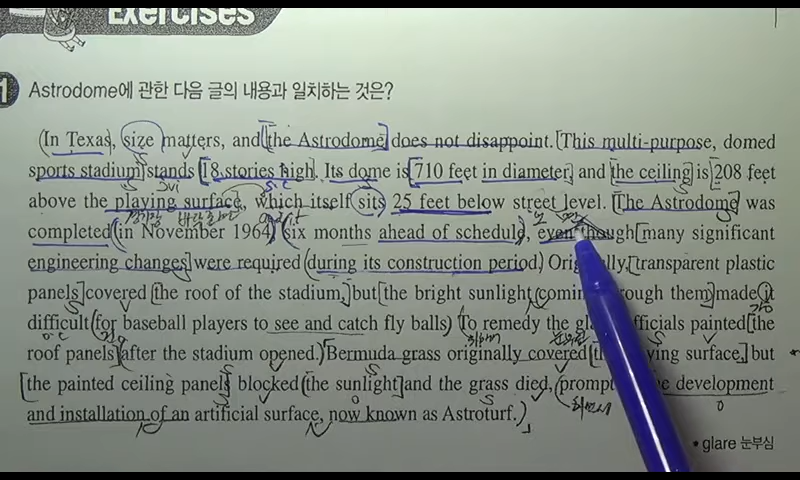 Exercises
1 Astrodome에 관한 다음 글의 내용과 일치하는 것은?
In Texas, size matters, and the Astrodome does not disappoint. This multi-purpose, domed
sports stadium stands 18 stories high. Its dome is 710 feet in diameter, and the ceiling is 208 feet
above the playing surface, which itself sits 25 feet below street level. The Astrodome was
completed in November 1964, six months ahead of schedule, even though many significant
engineering changes were required during its construction period. Originally, transparent plastic
panels covered the roof of the stadium, but the bright sunlight through them made it
difficult for baseball players to see and catch fly balls. To remedy the officials painted the
roof panels after the stadium opened. Bermuda grass originally covered surface, but
the painted ceiling panels blocked the sunlight and the grass died, development
and installation of an artificial surface, now known as Astroturf.
• glare 눈부심